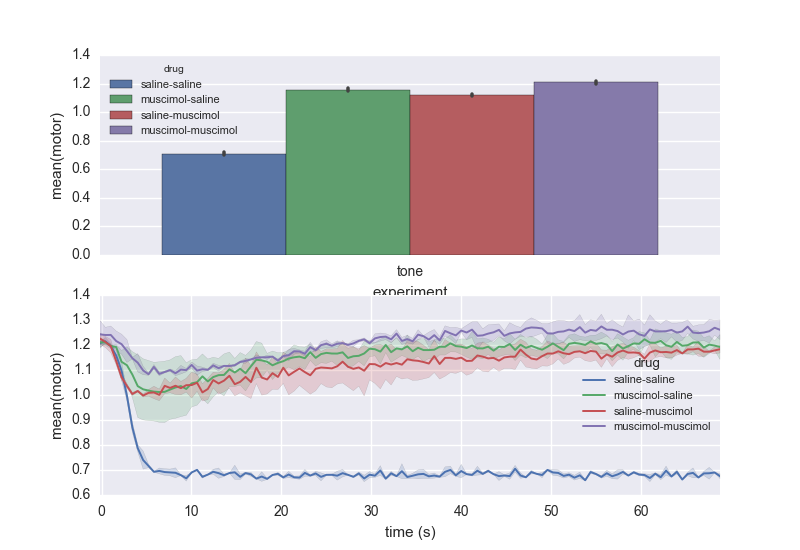 1.4
1.2
1.0
0.8
0.6
0.4
0.2
0.0
mean(motor)
drug
saline-saline
muscimol-saline
saline-muscimol
muscimol-muscimol
tone
experiment
1.4
1.3
1.2
1.1
1.0
0.9
0.8
0.7
0.6
mean(motor)
drug
saline-saline
muscimol-saline
saline-muscimol
muscimol-muscimol
0 10 20 30 40 50 60
time (s)